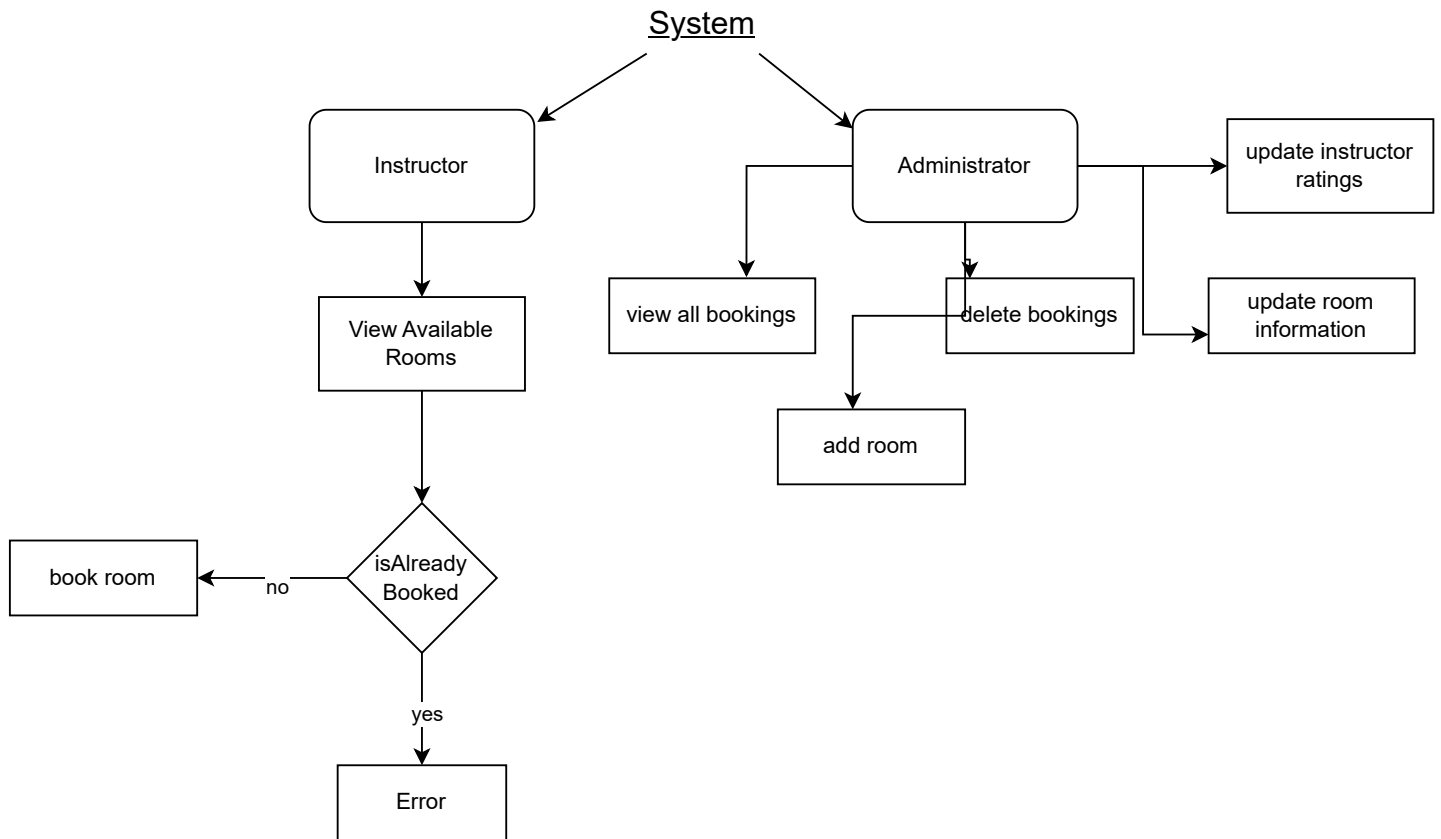 System
Instructor
Administrator
update instructor
ratings
view all bookings
delete bookings
update room
information
View Available
Rooms
add room
isAlready
Booked
book room
no
yes
Error